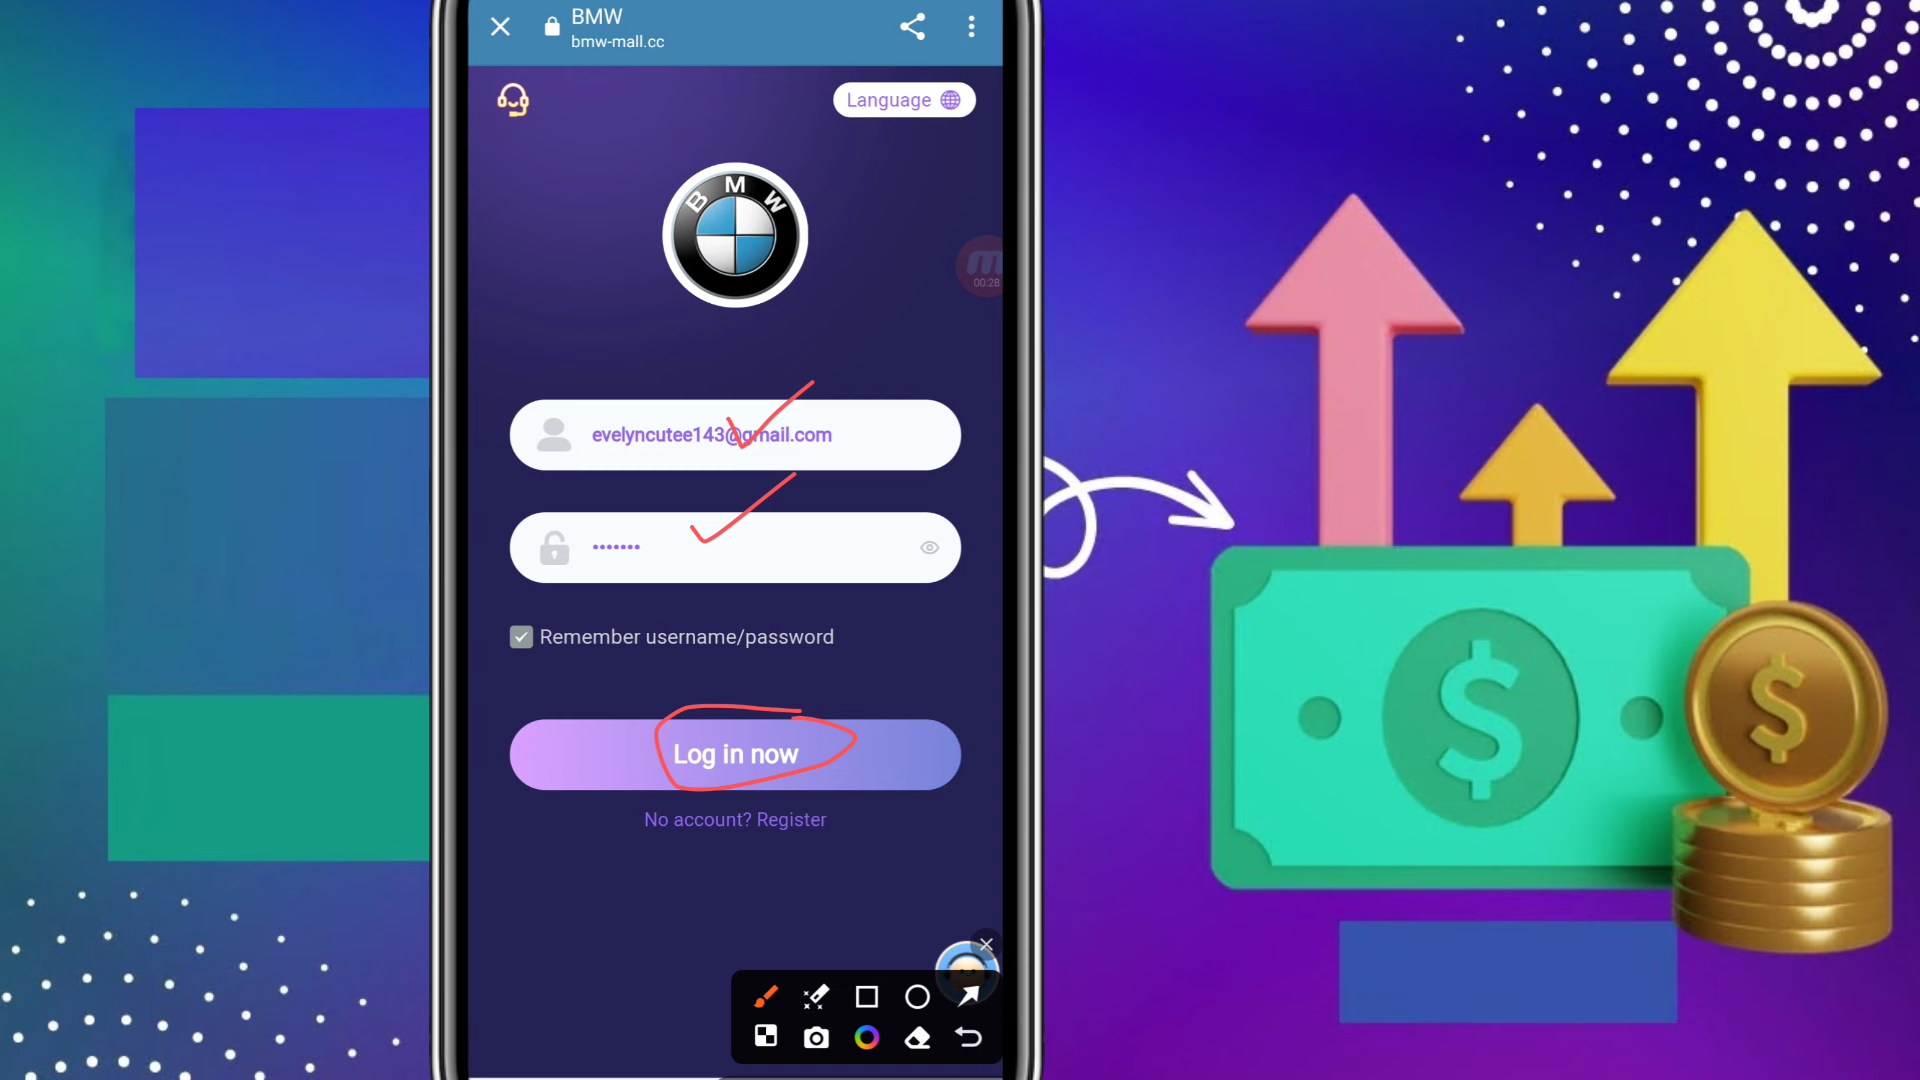 BMW
bmw-mall.cc
Language
B M W
00:28
evelyncutee143@gmail.com
•••••••
Remember username/password
Log in now
No account? Register
$
$